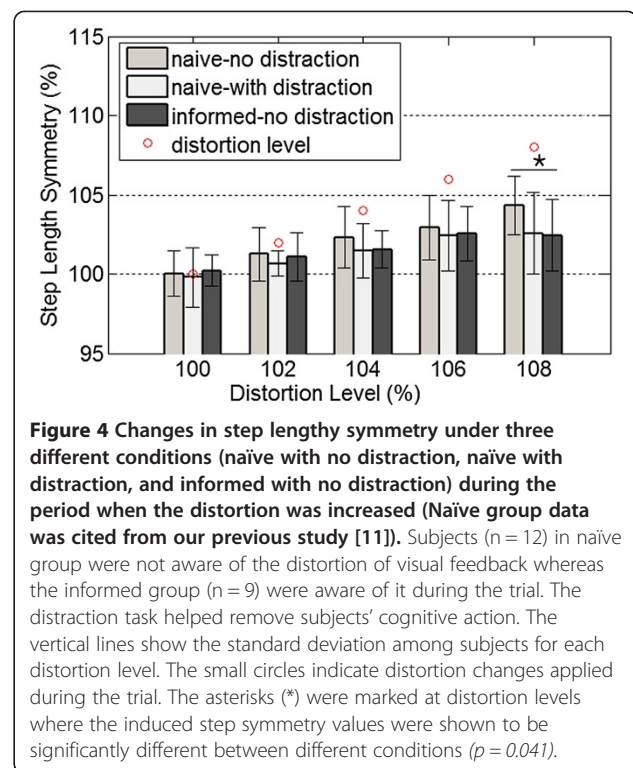 115
110
105
100
95
Step Length Symmetry (%)
naive-no distraction
naive-with distraction
informed-no distraction
distortion level
*
100 102 104 106 108
Distortion Level (%)
Figure 4 Changes in step lengthy symmetry under three
different conditions (naïve with no distraction, naïve with
distraction, and informed with no distraction) during the
period when the distortion was increased (Naïve group data
was cited from our previous study [11]). Subjects (n = 12) in naïve
group were not aware of the distortion of visual feedback whereas
the informed group (n = 9) were aware of it during the trial. The
distraction task helped remove subjects’ cognitive action. The
vertical lines show the standard deviation among subjects for each
distortion level. The small circles indicate distortion changes applied
during the trial. The asterisks (*) were marked at distortion levels
where the induced step symmetry values were shown to be
significantly different between different conditions (p = 0.041).